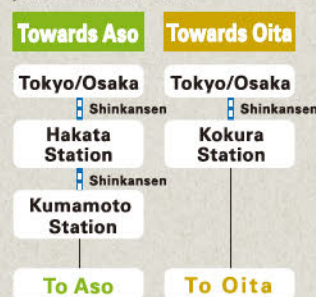 Towards Aso
Tokyo/Osaka
Shinkansen
Hakata
Station
Shinkansen
Kumamoto
Station
To Aso
Towards Oita
Tokyo/Osaka
Shinkansen
Kokura
Station
To Oita